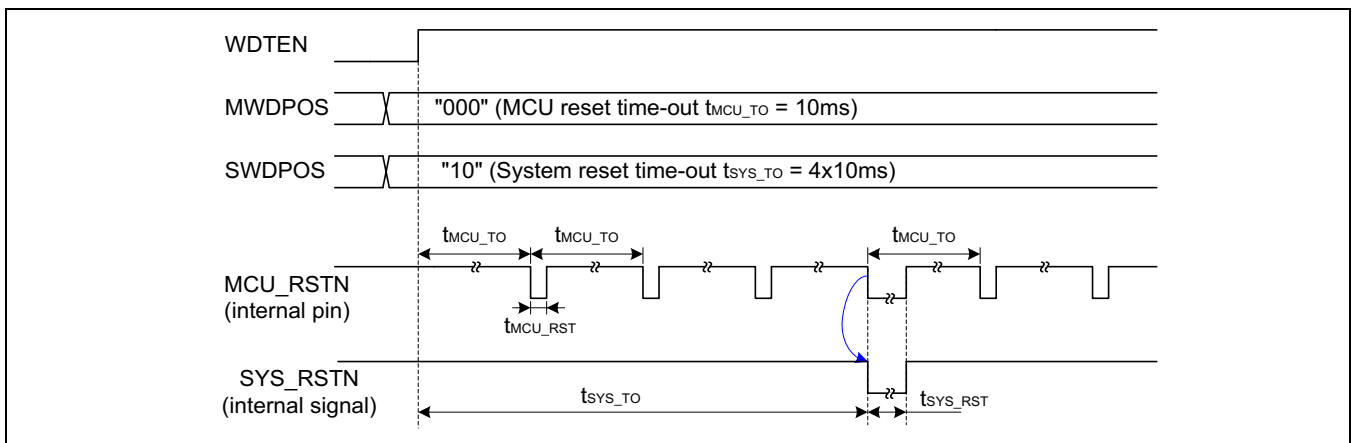 WDTEN
MWDPOS "000" (MCU reset time-out tMCU_TO = 10ms)
SWDPOS "10" (System reset time-out tSYS_TO = 4x10ms)
tMCU_TO tMCU_TO tMCU_TO
MCU_RSTN
(internal pin)
tMCU_RST
SYS_RSTN
(internal signal)
tSYS_TO tSYS_RST